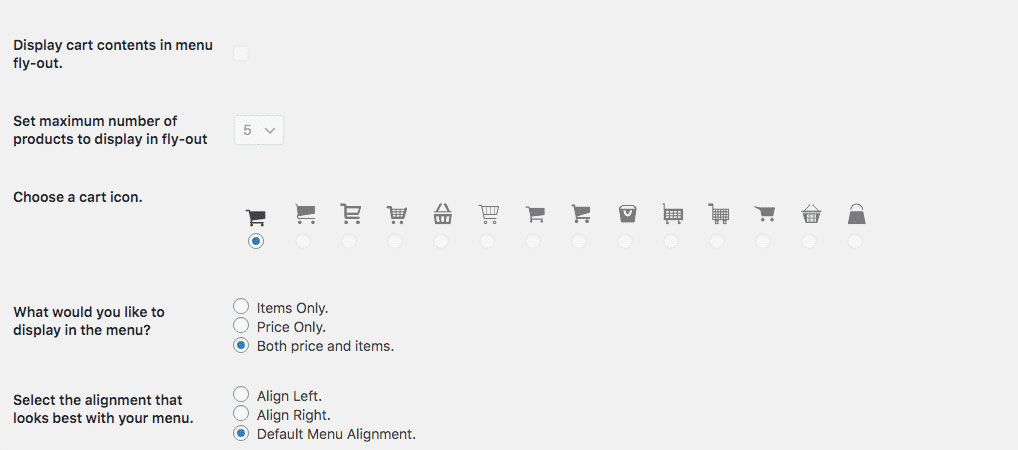 Display cart contents in menu
fly-out.
Set maximum number of
products to display in fly-out
5
Choose a cart icon.
What would you like to
display in the menu?
Items Only.
Price Only.
Both price and items.
Select the alignment that
looks best with your menu.
Align Left.
Align Right.
Default Menu Alignment.